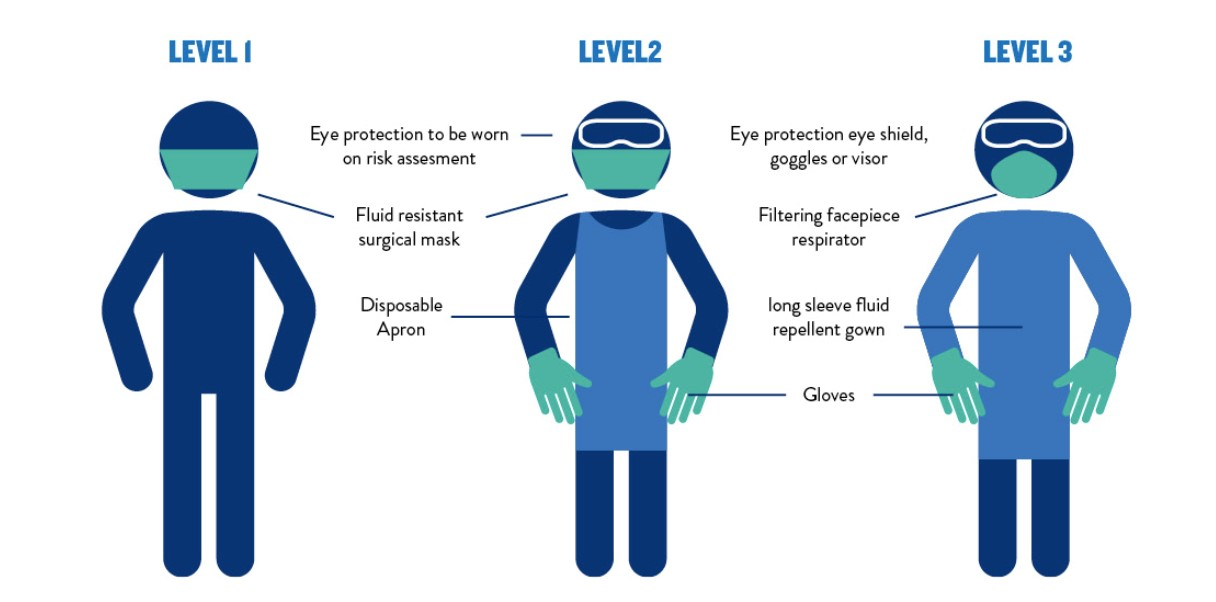 LEVEL 1
LEVEL2
LEVEL 3
Eye protection to be worn
on risk assesment
Fluid resistant
surgical mask
Disposable
Apron
Eye protection eye shield,
goggles or visor
Filtering facepiece
respirator
long sleeve fluid
repellent gown
Gloves